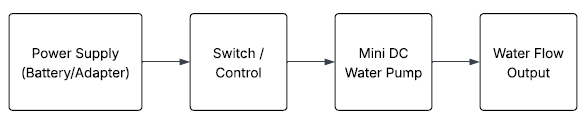 Power Supply
(Battery/Adapter)
Switch /
Control
Mini DC
Water Pump
Water Flow
Output